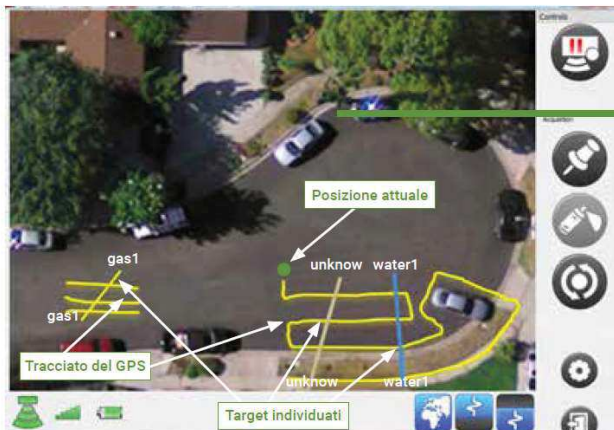 Controls
Acquisition
Posizione attuale
gas1
unknow
water1
gas1
Tracciato del GPS
unknow
water1
Target individuati